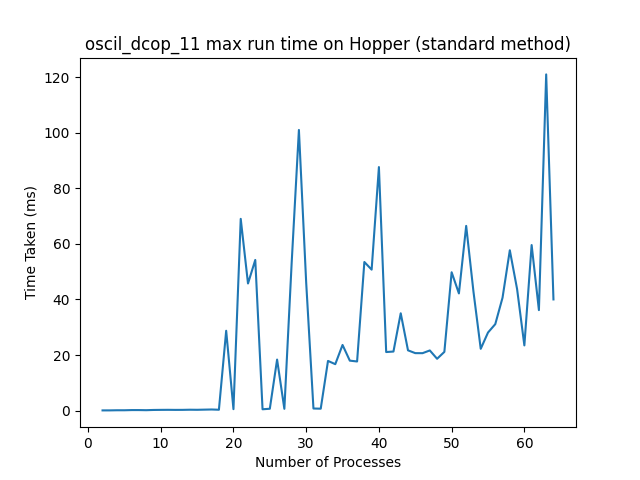 oscil_dcop_11 max run time on Hopper (standard method)
120
100
80
60
40
20
0
Time Taken (ms)
0 10 20 30 40 50 60
Number of Processes